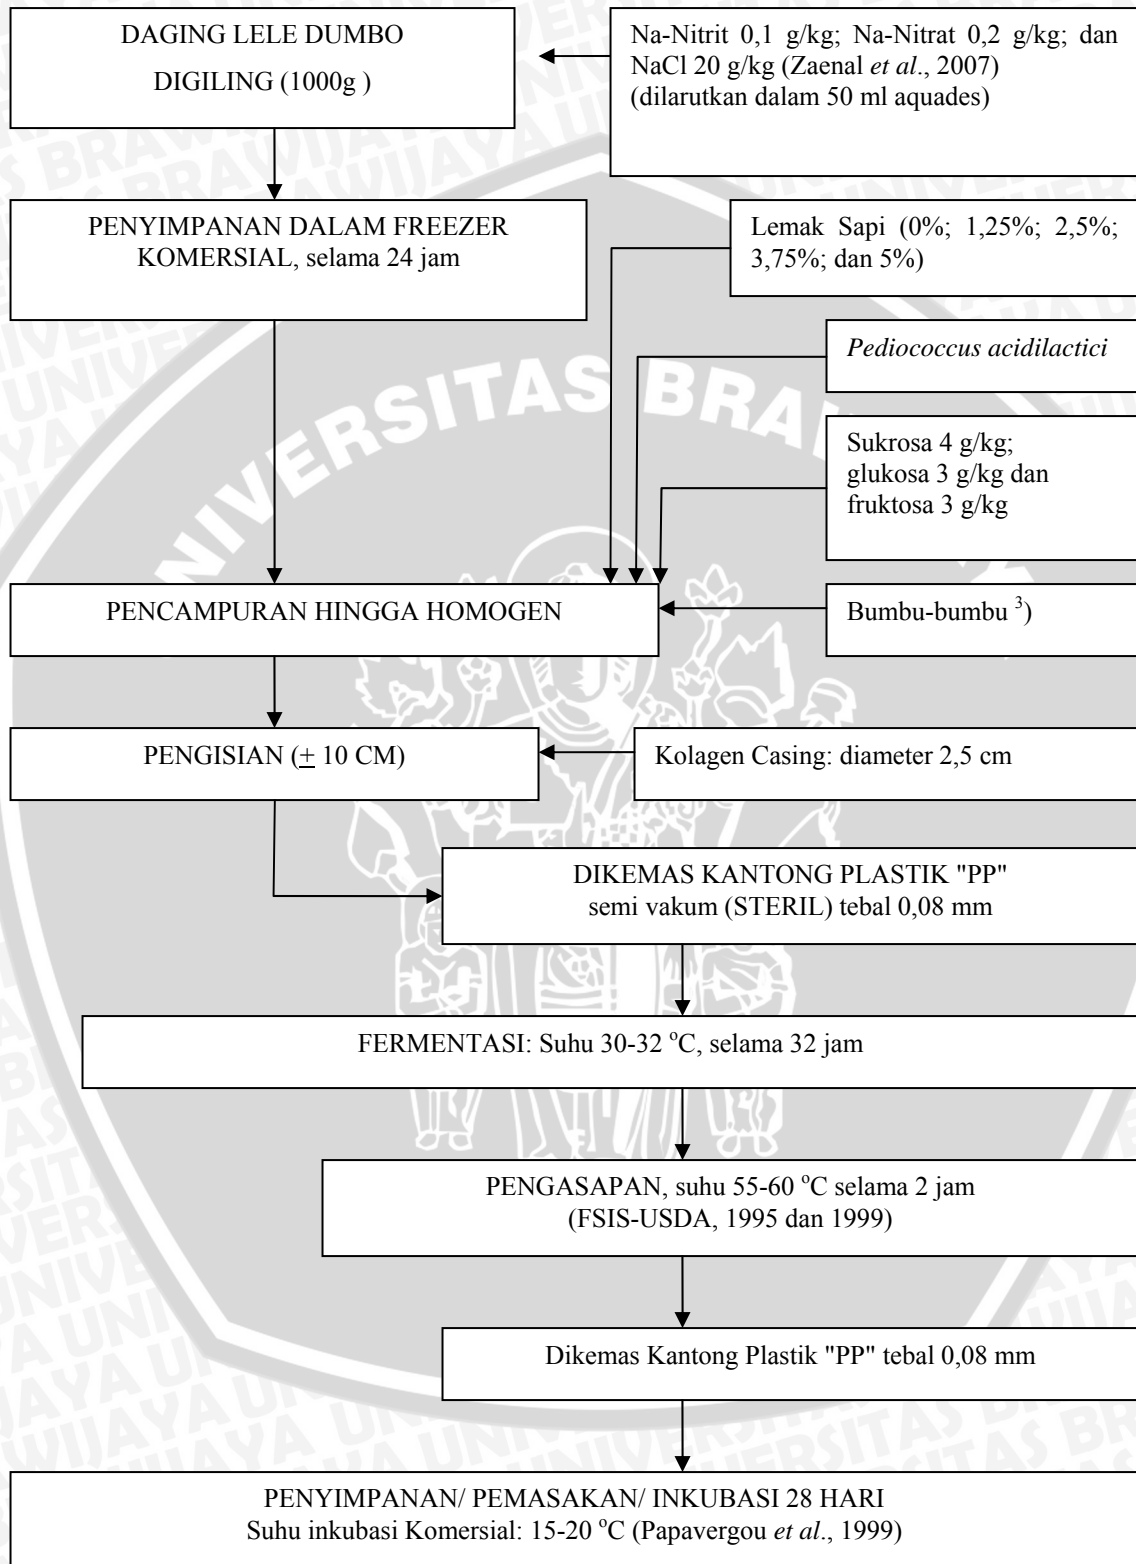 DAGING LELE DUMBO
DIGILING (1000g )
Na-Nitrit 0,1 g/kg; Na-Nitrat 0,2 g/kg; dan
NaCl 20 g/kg (Zaenal et al., 2007)
(dilarutkan dalam 50 ml aquades)
PENYIMPANAN DALAM FREEZER
KOMERSIAL, selama 24 jam
Lemak Sapi (0%; 1,25%; 2,5%;
3,75%; dan 5%)
Pediococcus acidilactici
Sukrosa 4 g/kg;
glukosa 3 g/kg dan
fruktosa 3 g/kg
PENCAMPURAN HINGGA HOMOGEN
Bumbu-bumbu ³)
PENGISIAN (± 10 CM)
Kolagen Casing: diameter 2,5 cm
DIKEMAS KANTONG PLASTIK "PP"
semi vakum (STERIL) tebal 0,08 mm
FERMENTASI: Suhu 30-32 °C, selama 32 jam
PENGASAPAN, suhu 55-60 °C selama 2 jam
(FSIS-USDA, 1995 dan 1999)
Dikemas Kantong Plastik "PP" tebal 0,08 mm
PENYIMPANAN/ PEMASAKAN/ INKUBASI 28 HARI
Suhu inkubasi Komersial: 15-20 °C (Papavergou et al., 1999)